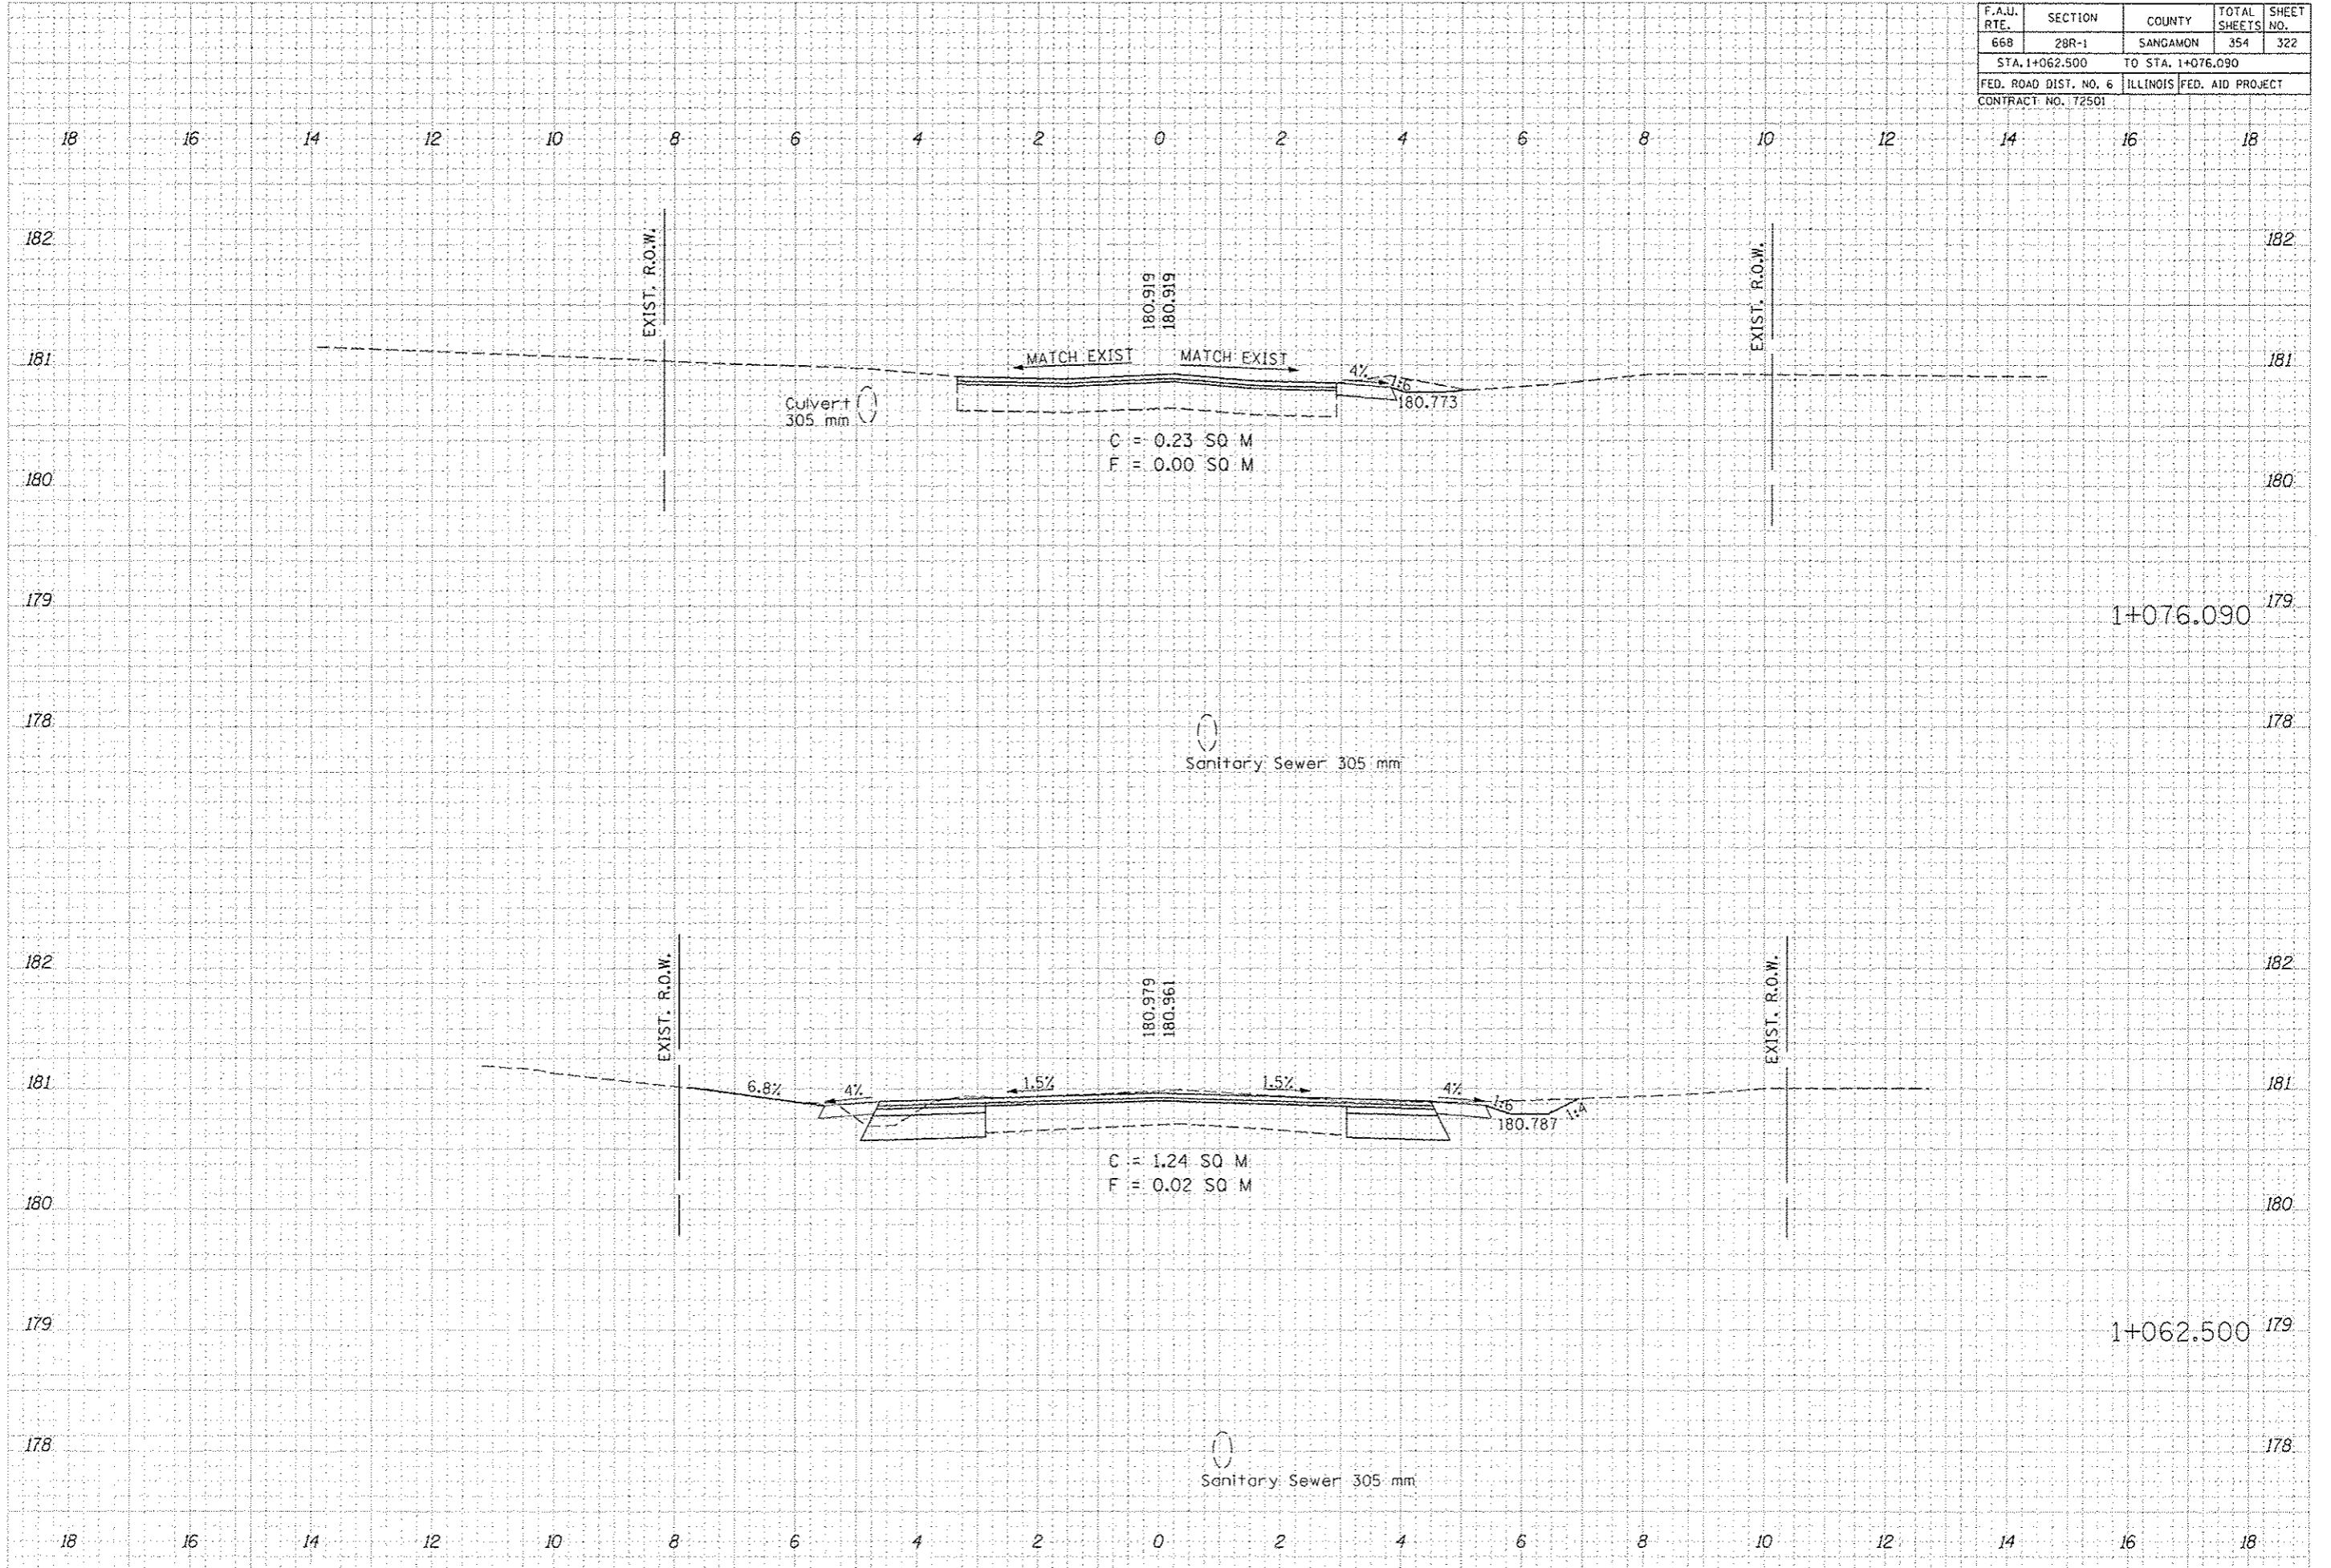 F.A.U. RTE. SECTION COUNTY TOTAL SHEETS SHEET NO.
668 28R-1 SANGAMON 354 322
STA. 1+062.500 TO STA. 1+076.090
FED. ROAD DIST. NO. 6 ILLINOIS FED. AID PROJECT
CONTRACT NO. 72501
18 16 14 12 10 8 6 4 2 0 2 4 6 8 10 12 14 16 18
182 182
EXIST. R.O.W.
EXIST. R.O.W.
180.919
180.919
181 181
MATCH EXIST MATCH EXIST
4% 1:6
180.773
Culvert
305 mm
C = 0.23 SQ M
F = 0.00 SQ M
180 180
179 179
1+076.090
178 178
Sanitary Sewer 305 mm
182 182
EXIST. R.O.W.
EXIST. R.O.W.
180.979
180.961
181 181
6.8% 4% 1.5% 1.5% 4% 1:6 1:4
180.787
C = 1.24 SQ M
F = 0.02 SQ M
180 180
179 179
1+062.500
178 178
Sanitary Sewer 305 mm
18 16 14 12 10 8 6 4 2 0 2 4 6 8 10 12 14 16 18